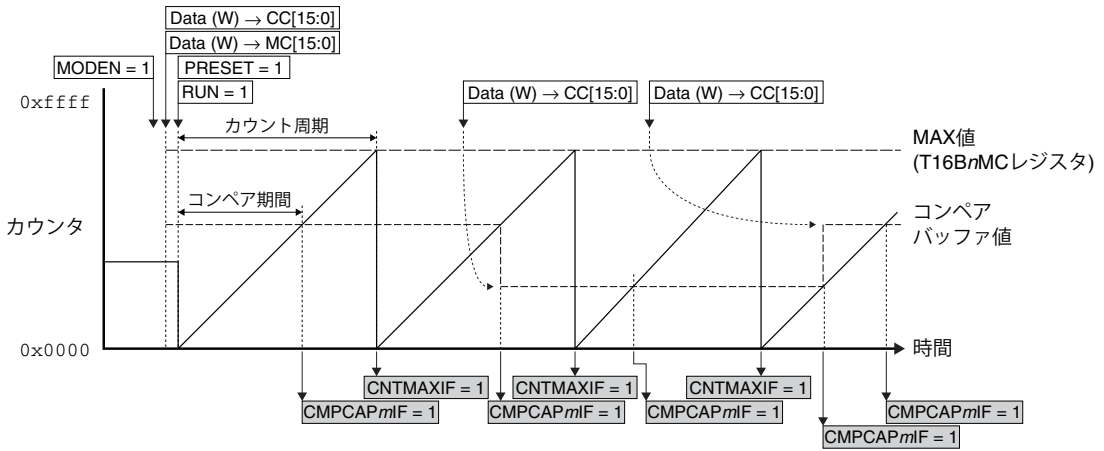 Data (W) → CC[15:0]
Data (W) → MC[15:0]
MODEN = 1
PRESET = 1
RUN = 1
Data (W) → CC[15:0]
Data (W) → CC[15:0]
0xffff
カウント周期
MAX値
(T16BnMCレジスタ)
コンペア期間
カウンタ
コンペア
バッファ値
0x0000
時間
CNTMAXIF = 1
CNTMAXIF = 1
CNTMAXIF = 1
CMPCAPmIF = 1
CMPCAPmIF = 1
CMPCAPmIF = 1
CMPCAPmIF = 1
CMPCAPmIF = 1